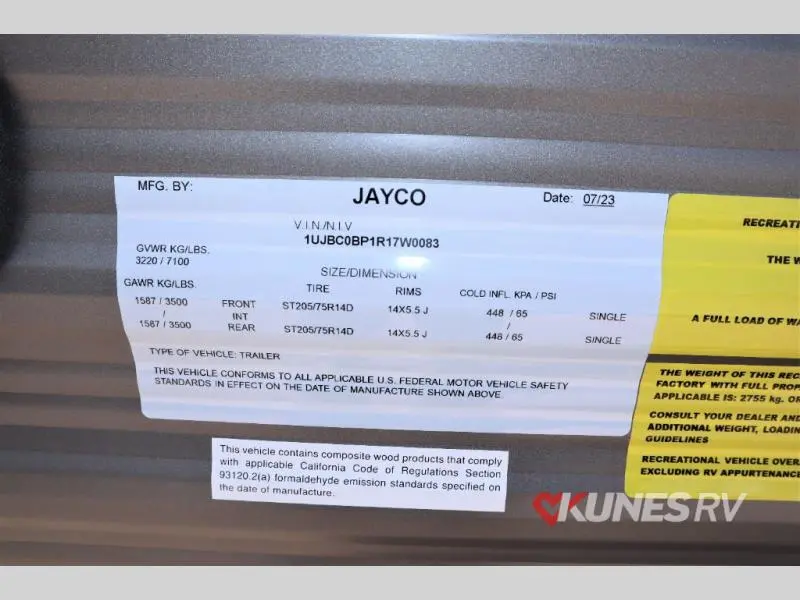 MFG. BY: JAYCO Date: 07/23
V.I.N./N.I.V
1UJBC0BP1R17W0083
GVWR KG/LBS.
3220 / 7100
SIZE/DIMENSION
GAWR KG/LBS. TIRE RIMS COLD INFL. KPA / PSI
1587 / 3500 FRONT ST205/75R14D 14X5.5 J 448 / 65 SINGLE
/ INT /
1587 / 3500 REAR ST205/75R14D 14X5.5 J 448 / 65 SINGLE
TYPE OF VEHICLE: TRAILER
THIS VEHICLE CONFORMS TO ALL APPLICABLE U.S. FEDERAL MOTOR VEHICLE SAFETY
STANDARDS IN EFFECT ON THE DATE OF MANUFACTURE SHOWN ABOVE.
This vehicle contains composite wood products that comply
with applicable California Code of Regulations Section
93120.2(a) formaldehyde emission standards specified on
the date of manufacture.
RECREATI
THE W
A FULL LOAD OF WA
THE WEIGHT OF THIS REC
FACTORY WITH FULL PROP
APPLICABLE IS: 2755 kg. OR
CONSULT YOUR DEALER AND
ADDITIONAL WEIGHT, LOADIN
GUIDELINES
RECREATIONAL VEHICLE OVER
EXCLUDING RV APPURTENANC
KUNES RV